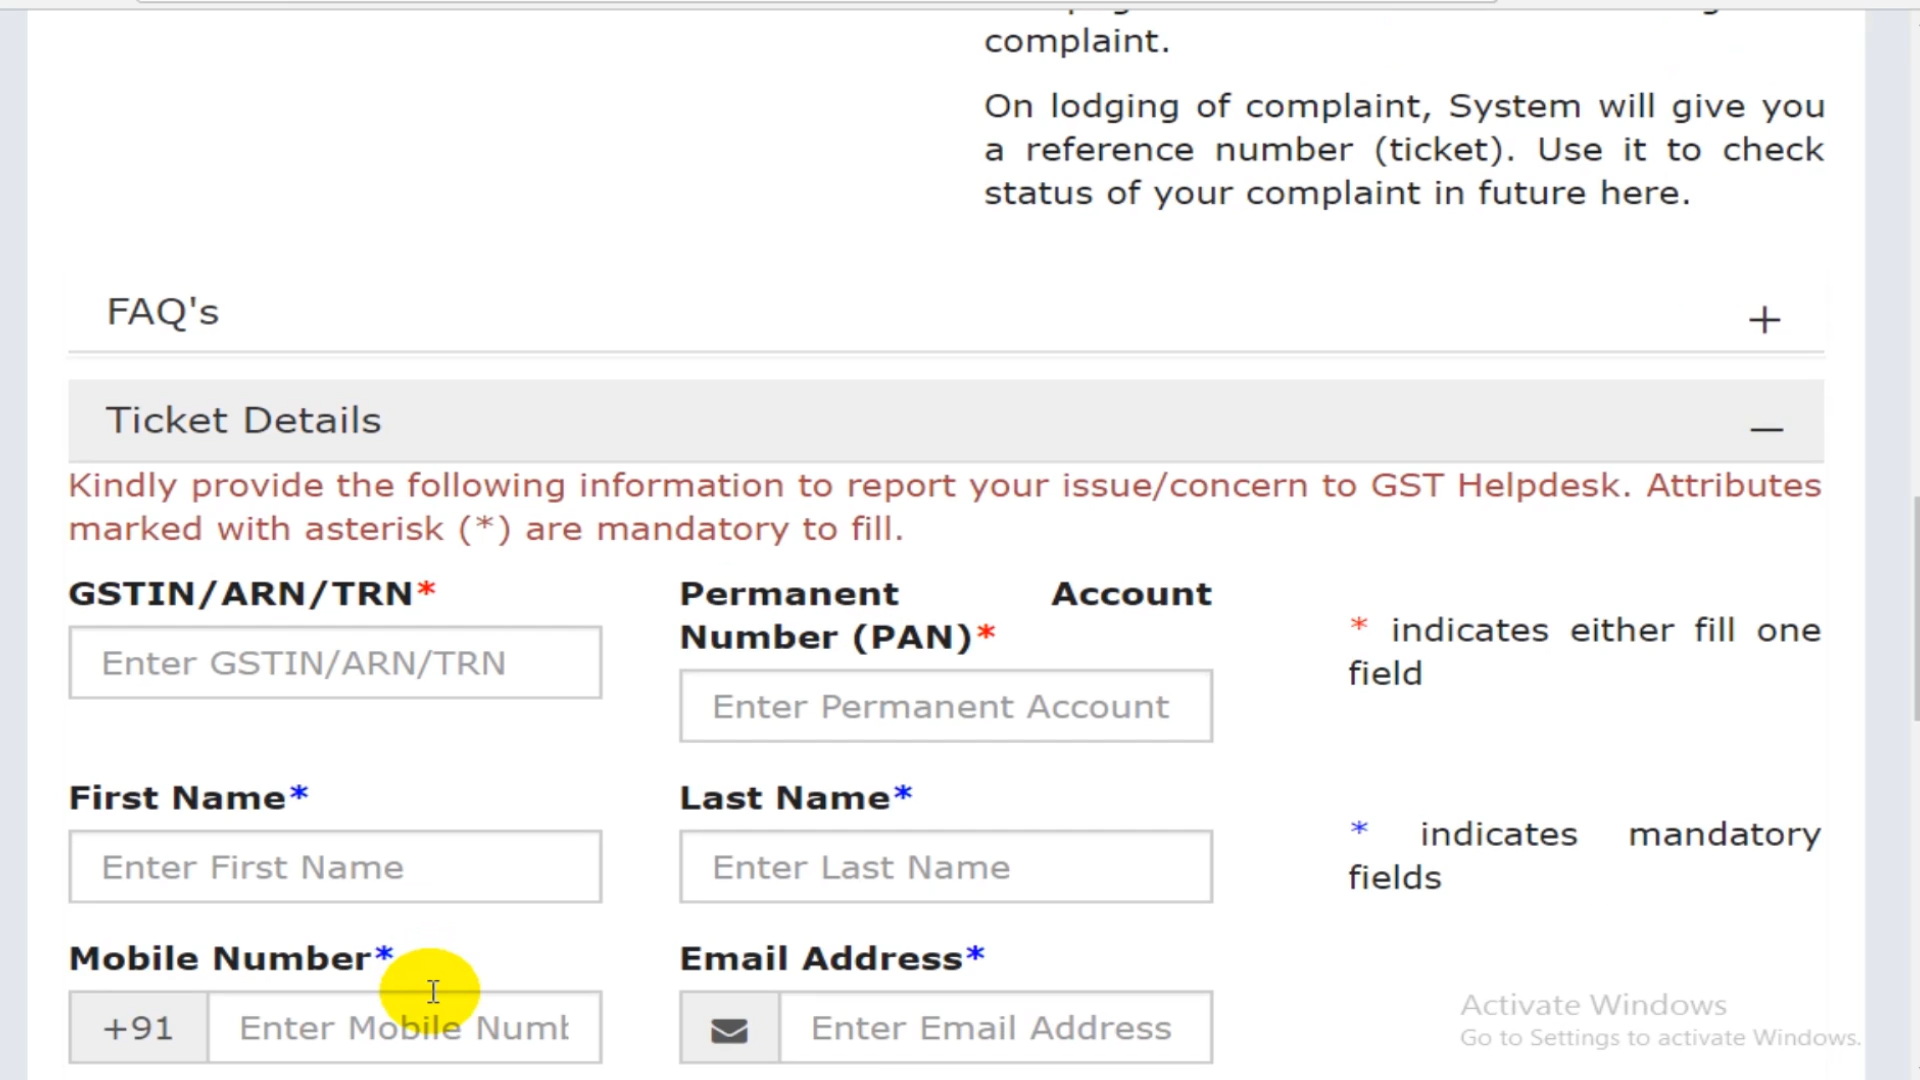 complaint.
On lodging of complaint, System will give you
a reference number (ticket). Use it to check
status of your complaint in future here.
FAQ's
+
Ticket Details
—
Kindly provide the following information to report your issue/concern to GST Helpdesk. Attributes
marked with asterisk (*) are mandatory to fill.
GSTIN/ARN/TRN*
Enter GSTIN/ARN/TRN
Permanent Account
Number (PAN)*
Enter Permanent Account
* indicates either fill one
field
First Name*
Enter First Name
Last Name*
Enter Last Name
* indicates mandatory
fields
Mobile Number*
+91
Enter Mobile Numb
Email Address*
Enter Email Address
Activate Windows
Go to Settings to activate Windows.